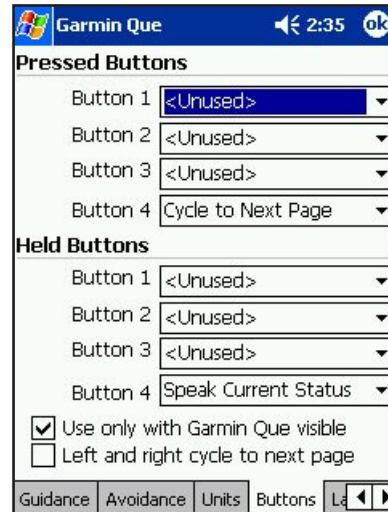 Garmin Que 2:35 ok
Pressed Buttons
Button 1 <Unused>
Button 2 <Unused>
Button 3 <Unused>
Button 4 Cycle to Next Page
Held Buttons
Button 1 <Unused>
Button 2 <Unused>
Button 3 <Unused>
Button 4 Speak Current Status
Use only with Garmin Que visible
Left and right cycle to next page
Guidance Avoidance Units Buttons La